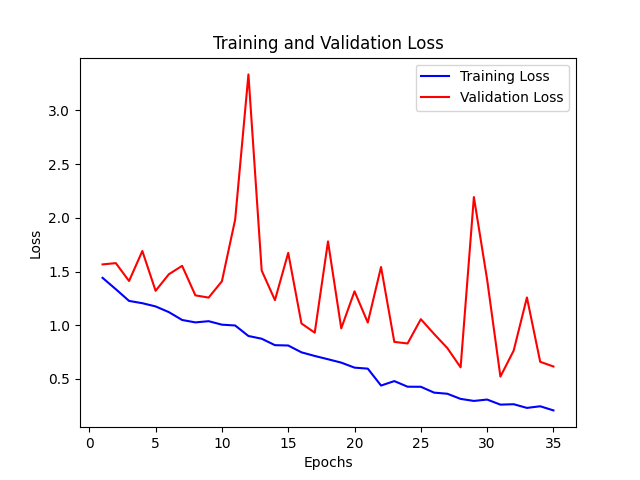 Training and Validation Loss
Training Loss
Validation Loss
3.0
2.5
2.0
1.5
1.0
0.5
Loss
0 5 10 15 20 25 30 35
Epochs